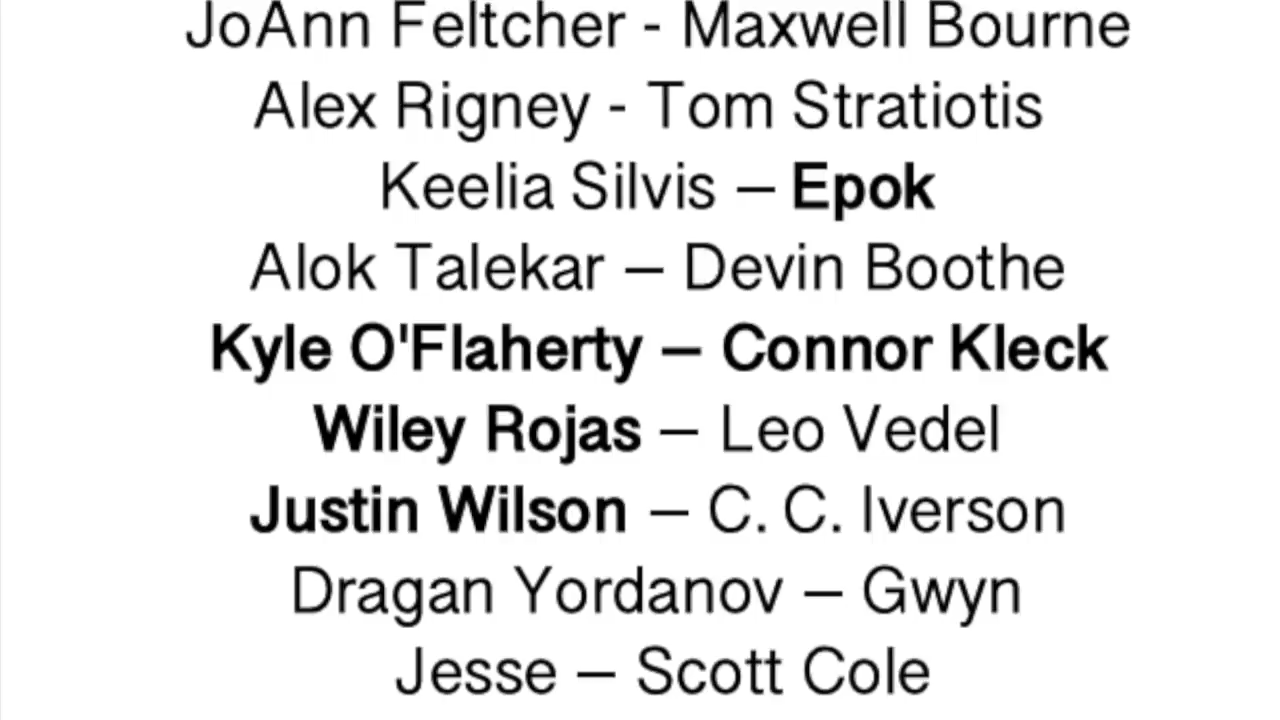 JoAnn Feltcher - Maxwell Bourne
Alex Rigney - Tom Stratiotis
Keelia Silvis – Epok
Alok Talekar – Devin Boothe
Kyle O'Flaherty – Connor Kleck
Wiley Rojas – Leo Vedel
Justin Wilson – C. C. Iverson
Dragan Yordanov – Gwyn
Jesse – Scott Cole